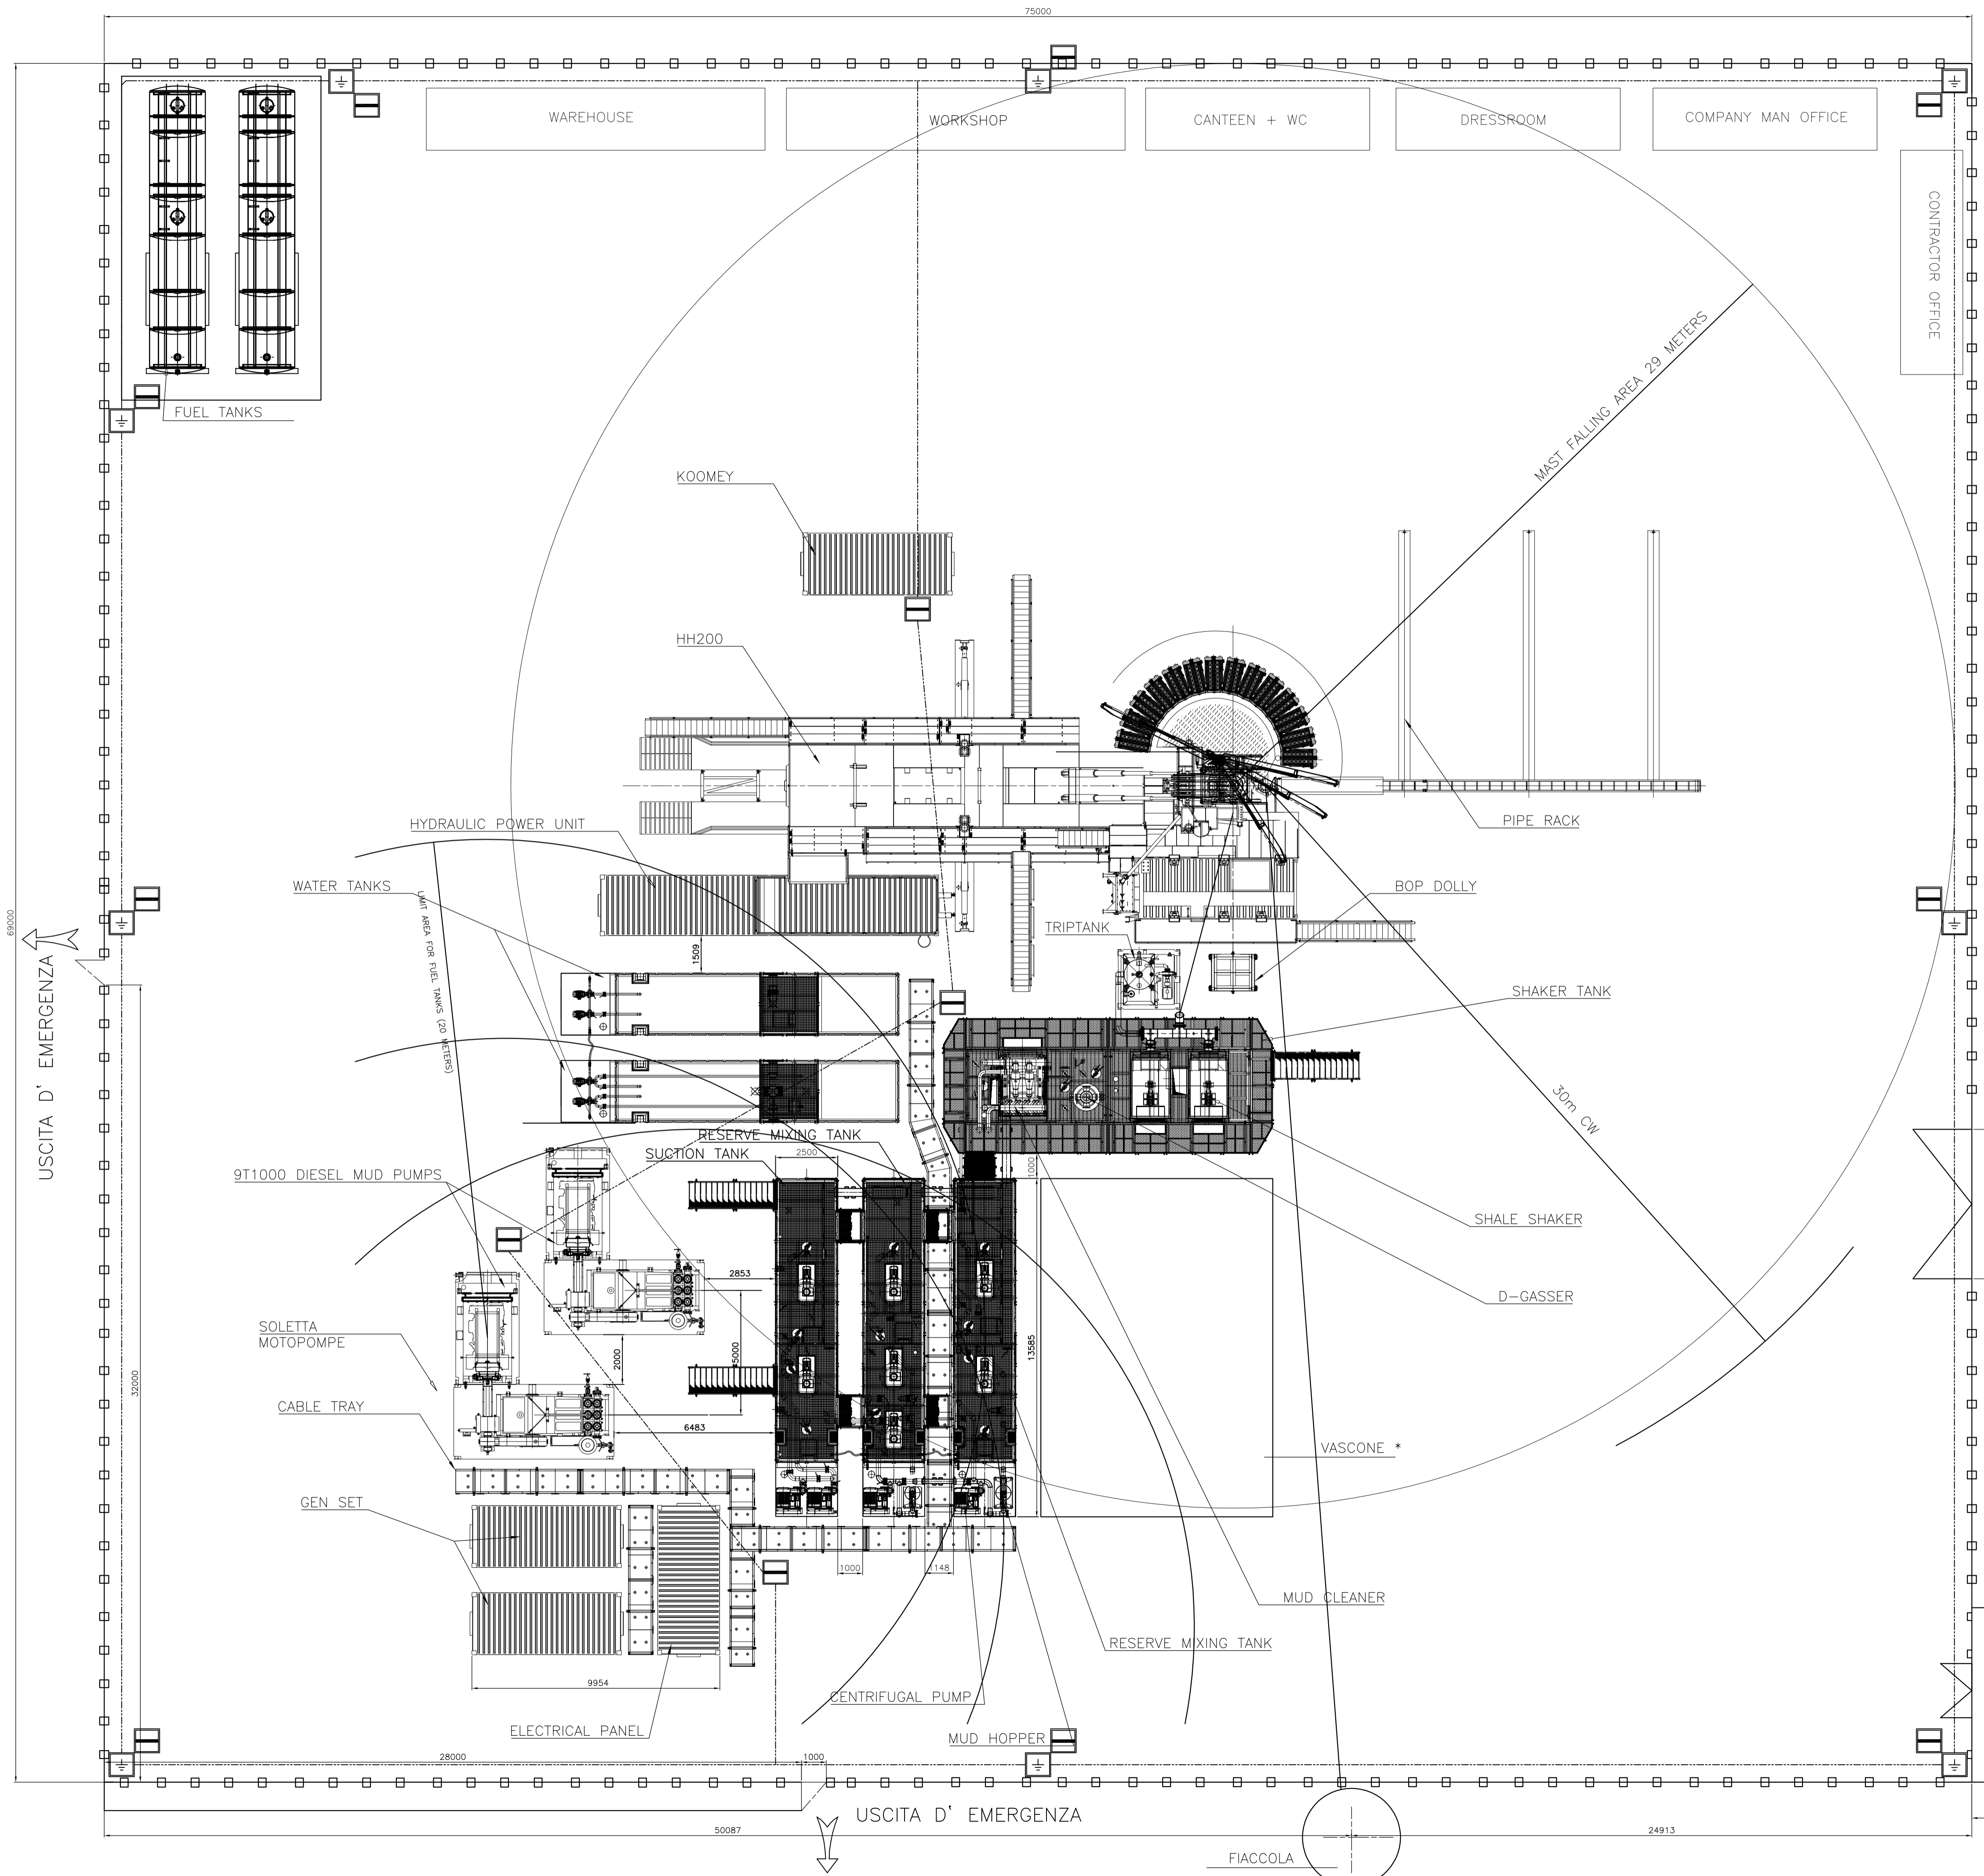 75000
WAREHOUSE
WORKSHOP
CANTEEN + WC
DRESSROOM
COMPANY MAN OFFICE
CONTRACTOR OFFICE
FUEL TANKS
MAST FALLING AREA 29 METERS
KOOMEY
HH200
PIPE RACK
HYDRAULIC POWER UNIT
WATER TANKS
BOP DOLLY
LIMIT AREA FOR FUEL TANKS (20 METERS)
69000
USCITA D' EMERGENZA
1509
TRIPTANK
SHAKER TANK
30m CW
RESERVE MIXING TANK
SUCTION TANK
2500
1000
9T1000 DIESEL MUD PUMPS
SHALE SHAKER
2853
D-GASSER
SOLETTA
MOTOPOMPE
2000
5000
13585
32000
CABLE TRAY
6483
VASCONE *
GEN SET
1000
1148
MUD CLEANER
RESERVE MIXING TANK
9954
CENTRIFUGAL PUMP
ELECTRICAL PANEL
MUD HOPPER
28000
1000
USCITA D' EMERGENZA
50087
24913
FIACCOLA